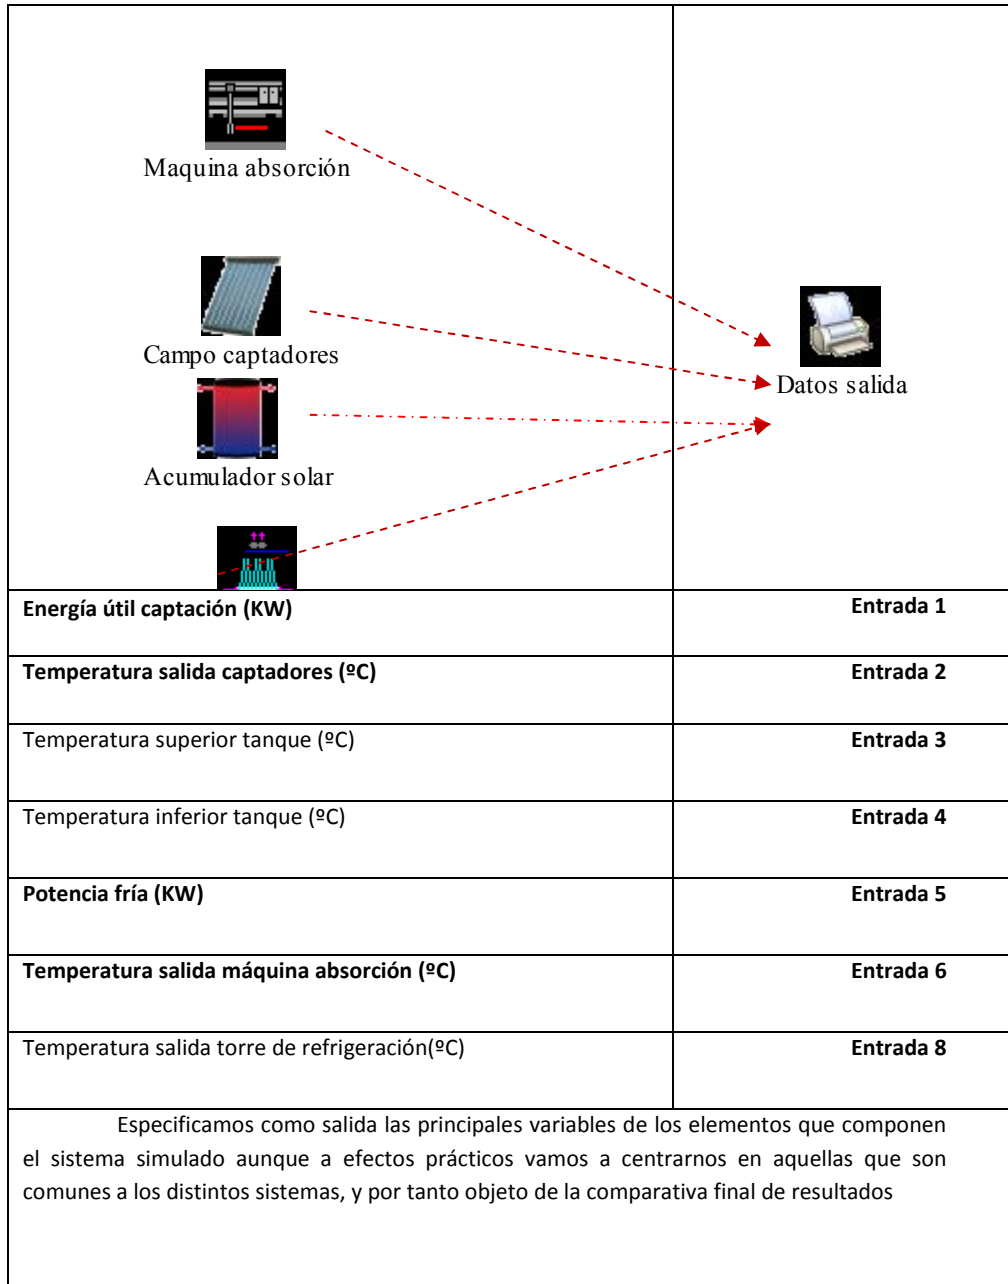 Maquina absorción
Campo captadores
Datos salida
Acumulador solar
Energía útil captación (KW) Entrada 1
Temperatura salida captadores (ºC) Entrada 2
Temperatura superior tanque (ºC) Entrada 3
Temperatura inferior tanque (ºC) Entrada 4
Potencia fría (KW) Entrada 5
Temperatura salida máquina absorción (ºC) Entrada 6
Temperatura salida torre de refrigeración(ºC) Entrada 8
Especificamos como salida las principales variables de los elementos que componen
el sistema simulado aunque a efectos prácticos vamos a centrarnos en aquellas que son
comunes a los distintos sistemas, y por tanto objeto de la comparativa final de resultados